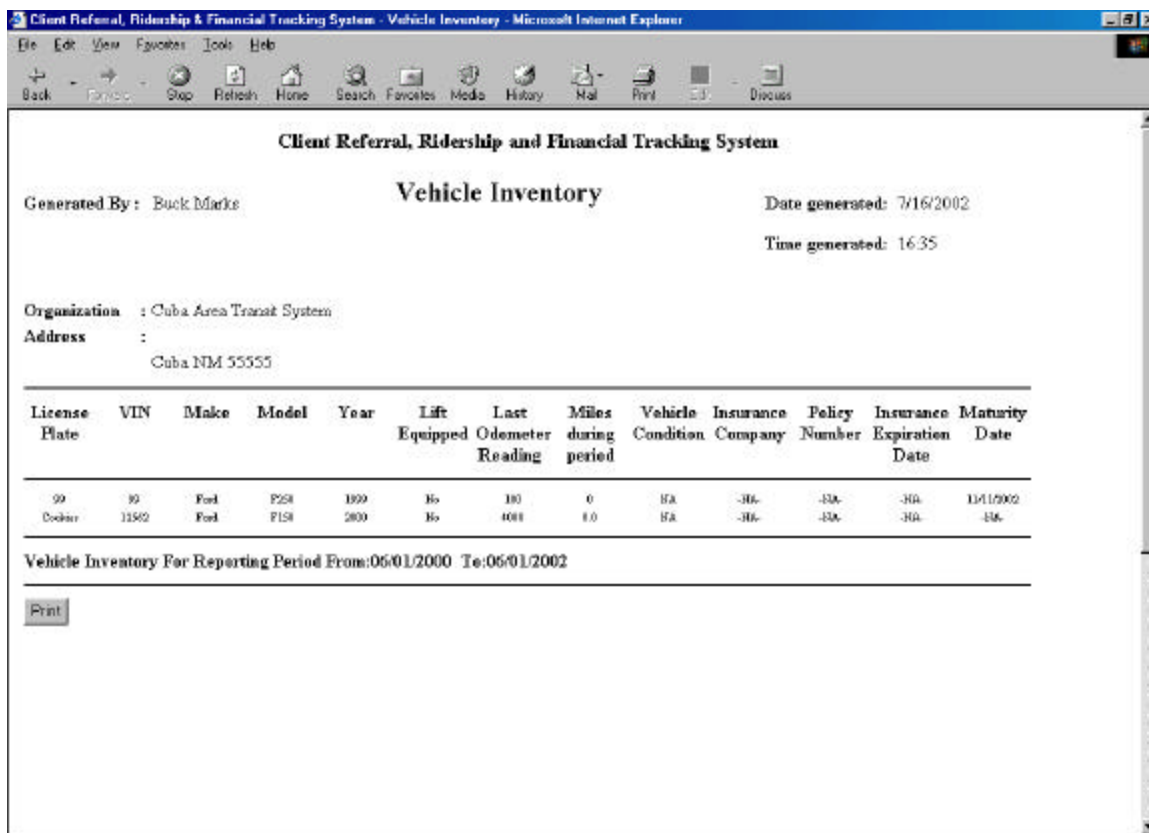 Client Referral, Ridership & Financial Tracking System - Vehicle Inventory - Microsoft Internet Explorer
File Edit View Favorites Tools Help
Back Forward Stop Refresh Home Search Favorites Media History Mail Print Edit Discuss
Client Referral, Ridership and Financial Tracking System
Vehicle Inventory
Generated By : Buck Marks
Date generated: 7/16/2002
Time generated: 16:35
Organization : Cuba Area Transit System
Address :
Cuba NM 55555
License VIN Make Model Year Lift Last Miles Vehicle Insurance Policy Insurance Maturity
Plate Equipped Odometer during Condition Company Number Expiration Date
Reading period Date
99 99 Ford F250 1999 No 100 0 NA -NA- -NA- -NA- 11/11/2002
Ford F150 2000 No 0.0 NA -NA- -NA- -NA- -NA-
Vehicle Inventory For Reporting Period From:06/01/2000 To:06/01/2002
Print